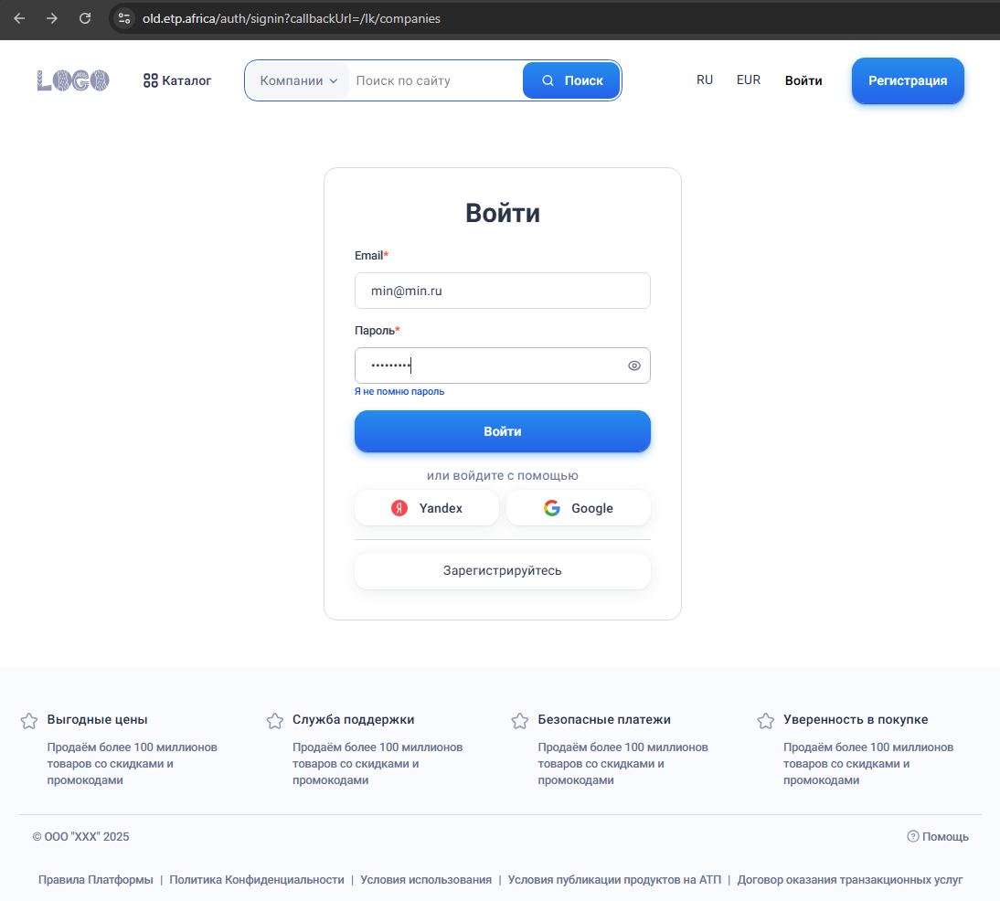 old.etp.africa/auth/signin?callbackUrl=/lk/companies
LOGO
Каталог
Компании
Поиск по сайту
Поиск
RU
EUR
Войти
Регистрация
Войти
Email*
min@min.ru
Пароль*
•••••••••
Я не помню пароль
Войти
или войдите с помощью
Я Yandex
G Google
Зарегистрируйтесь
Выгодные цены
Продаём более 100 миллионов
товаров со скидками и
промокодами
Служба поддержки
Продаём более 100 миллионов
товаров со скидками и
промокодами
Безопасные платежи
Продаём более 100 миллионов
товаров со скидками и
промокодами
Уверенность в покупке
Продаём более 100 миллионов
товаров со скидками и
промокодами
© ООО "ХХХ" 2025
? Помощь
Правила Платформы | Политика Конфиденциальности | Условия использования | Условия публикации продуктов на АТП | Договор оказания транзакционных услуг